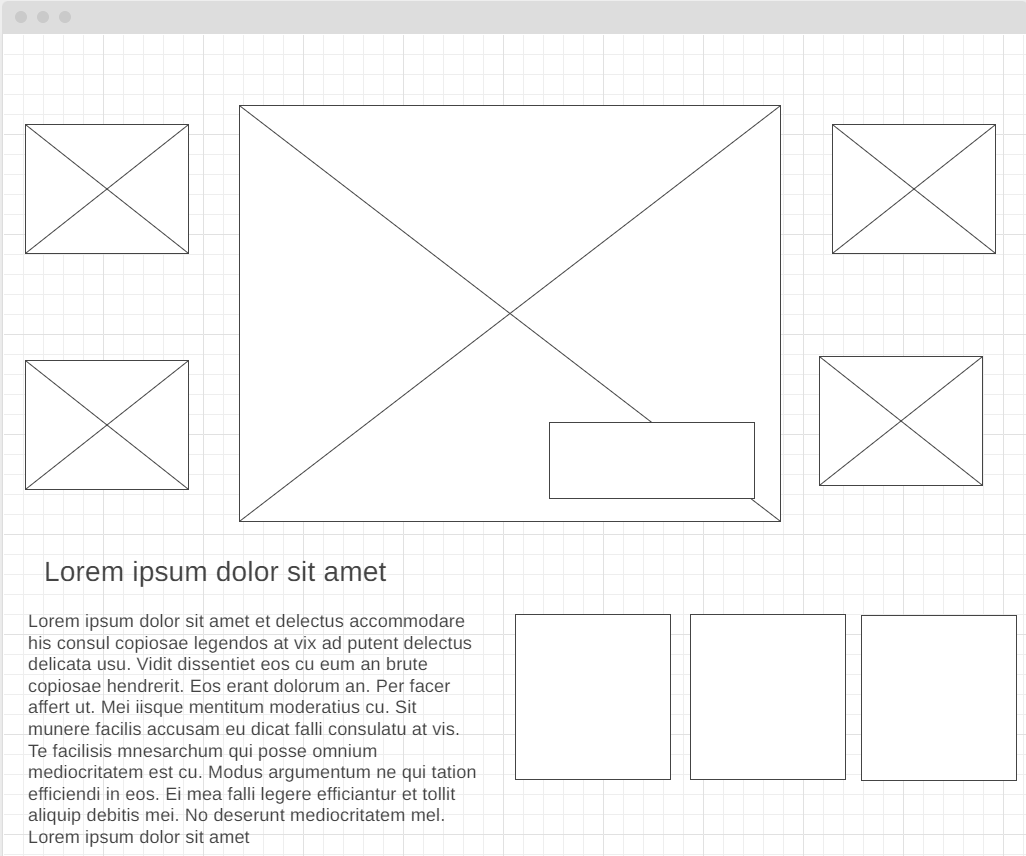 Lorem ipsum dolor sit amet
Lorem ipsum dolor sit amet et delectus accommodare
his consul copiosae legendos at vix ad putent delectus
delicata usu. Vidit dissentiet eos cu eum an brute
copiosae hendrerit. Eos erant dolorum an. Per facer
affert ut. Mei iisque mentitum moderatius cu. Sit
munere facilis accusam eu dicat falli consulatu at vis.
Te facilisis mnesarchum qui posse omnium
mediocritatem est cu. Modus argumentum ne qui tation
efficiendi in eos. Ei mea falli legere efficiantur et tollit
aliquip debitis mei. No deserunt mediocritatem mel.
Lorem ipsum dolor sit amet